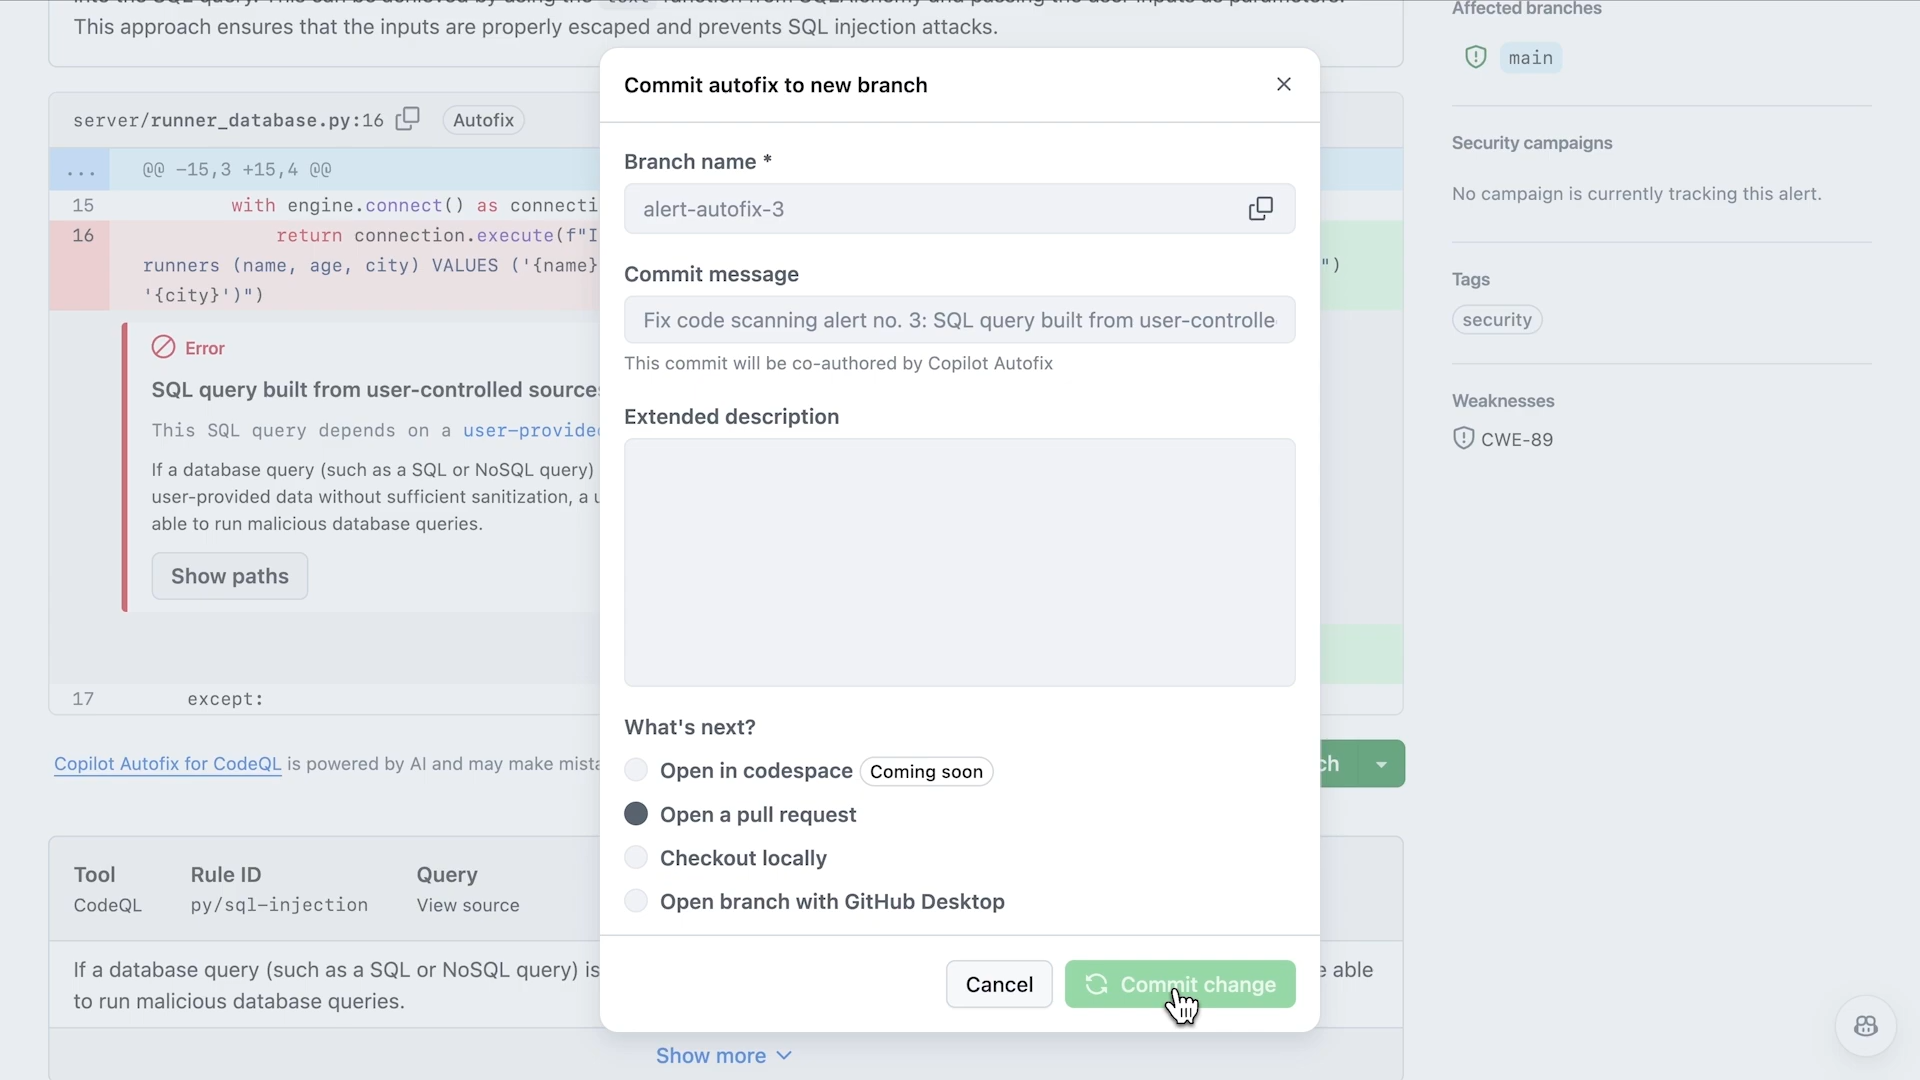 This approach ensures that the inputs are properly escaped and prevents SQL injection attacks.
server/runner_database.py:16
Autofix
...
@@ -15,3 +15,4 @@
15
with engine.connect() as connecti
16
return connection.execute(f"I
runners (name, age, city) VALUES ('{name}
")
'{city}')")
Error
SQL query built from user-controlled source
This SQL query depends on a user-provide
If a database query (such as a SQL or NoSQL query)
user-provided data without sufficient sanitization, a u
able to run malicious database queries.
Show paths
17
except:
Copilot Autofix for CodeQL is powered by AI and may make mista
ch
Tool
Rule ID
Query
CodeQL
py/sql-injection
View source
If a database query (such as a SQL or NoSQL query) is
e able
to run malicious database queries.
Show more
Commit autofix to new branch
Branch name *
alert-autofix-3
Commit message
Fix code scanning alert no. 3: SQL query built from user-controlle
This commit will be co-authored by Copilot Autofix
Extended description
What's next?
Open in codespace
Coming soon
Open a pull request
Checkout locally
Open branch with GitHub Desktop
Cancel
Commit change
Affected branches
main
Security campaigns
No campaign is currently tracking this alert.
Tags
security
Weaknesses
CWE-89